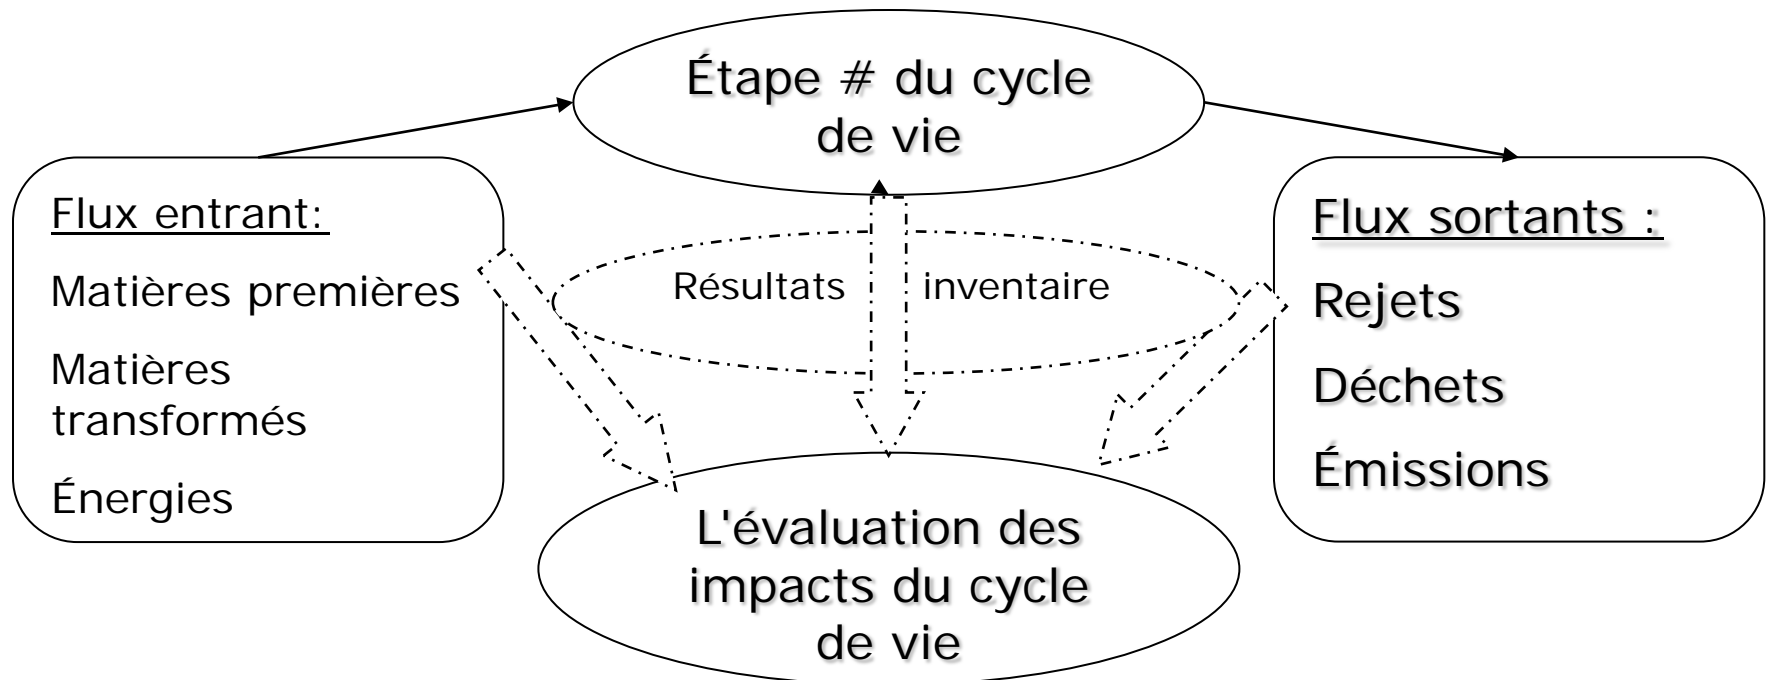 Étape # du cycle
de vie
Flux entrant:
Matières premières
Matières
transformés
Énergies
Résultats inventaire
Flux sortants :
Rejets
Déchets
Émissions
L'évaluation des
impacts du cycle
de vie